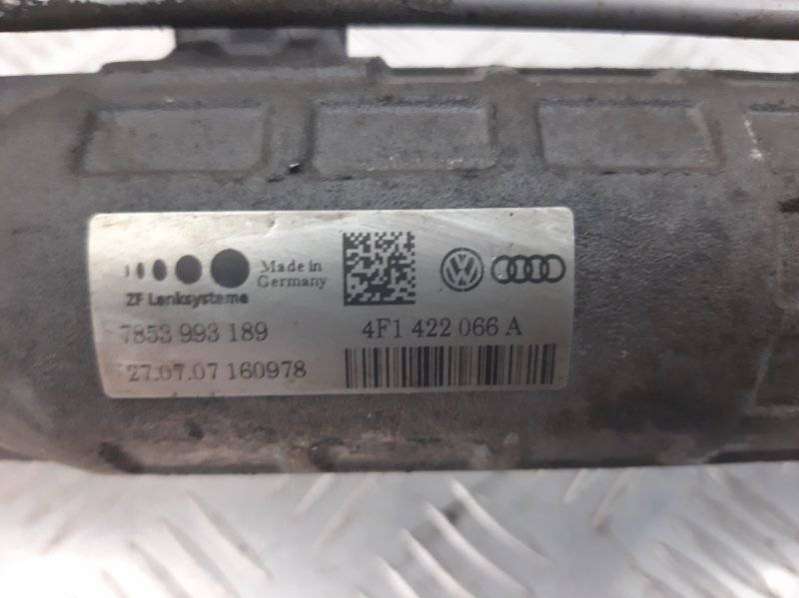 Made in
Germany
ZF Lenksysteme
7853 993 189
4F1 422 066 A
27.07.07 160978